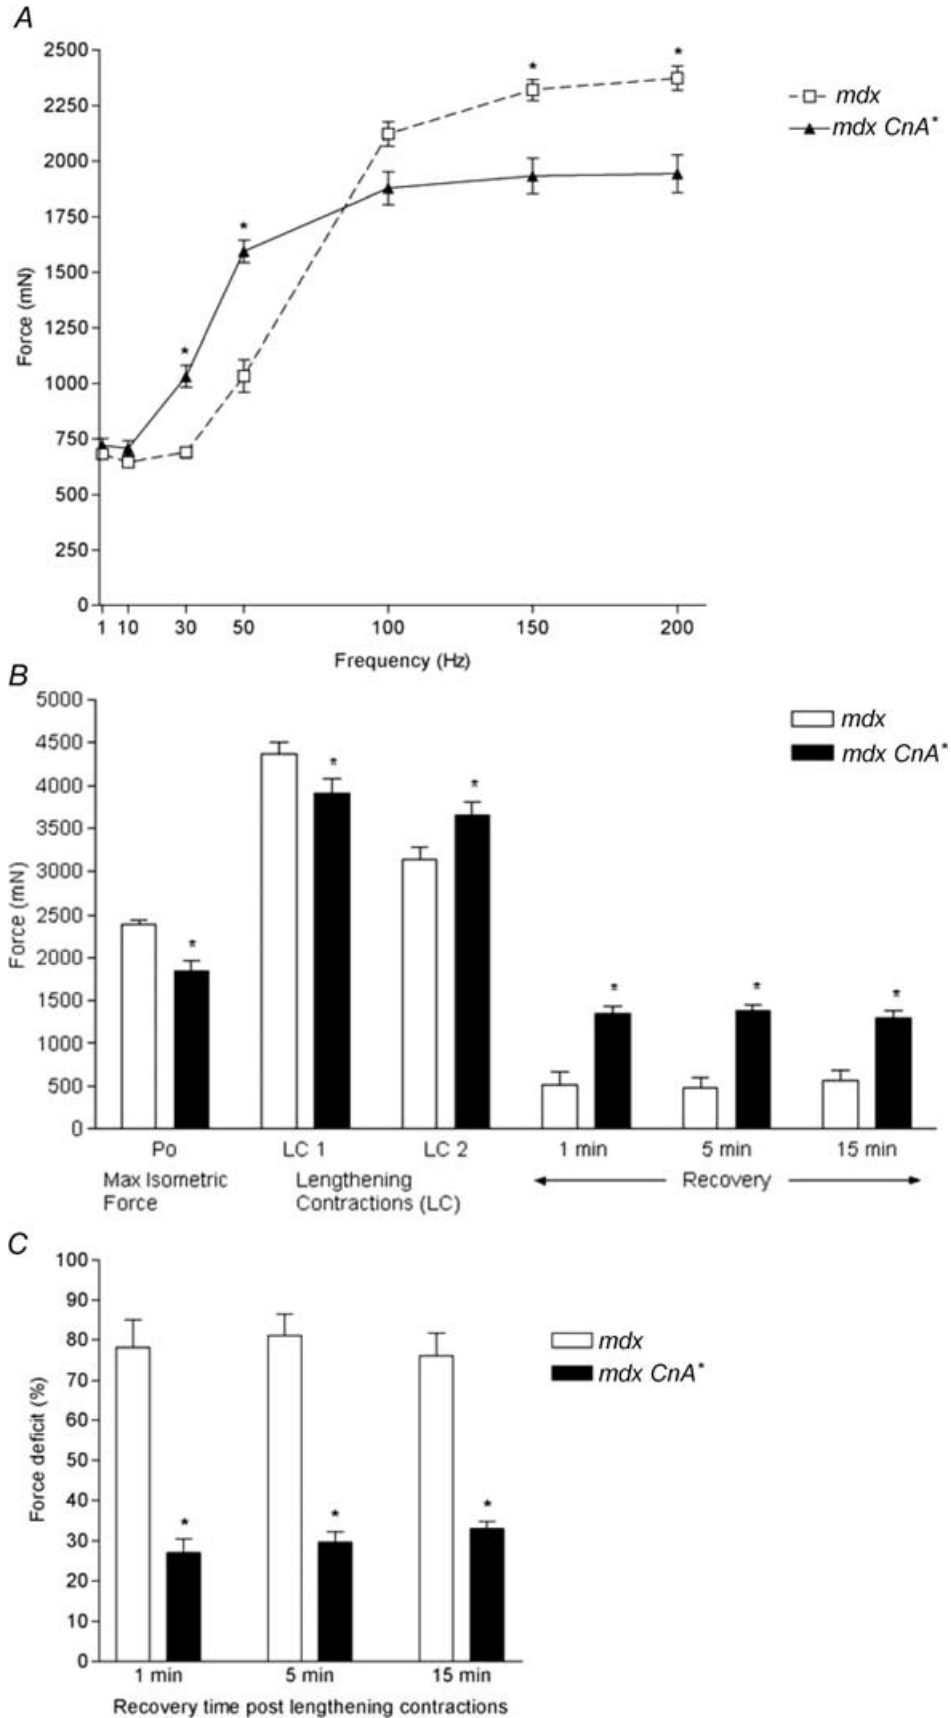 A
2500
2250
2000
1750
1500
1250
1000
750
500
250
0
Force (mN)
1 10 30 50 100 150 200
Frequency (Hz)
* * * *
mdx
mdx CnA*
B
5000
4500
4000
3500
3000
2500
2000
1500
1000
500
0
Force (mN)
* * * * * *
mdx
mdx CnA*
Po LC 1 LC 2 1 min 5 min 15 min
Max Isometric Lengthening Recovery
Force Contractions (LC)
C
100
90
80
70
60
50
40
30
20
10
0
Force deficit (%)
* * *
mdx
mdx CnA*
1 min 5 min 15 min
Recovery time post lengthening contractions